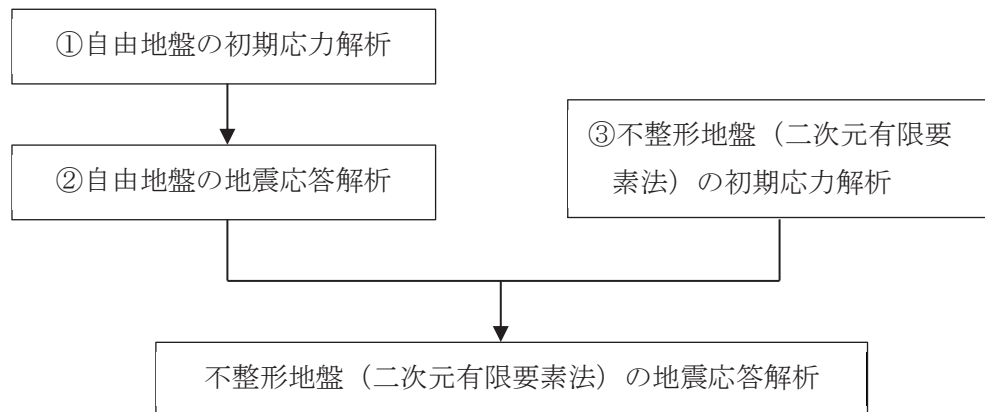 ①自由地盤の初期応力解析
②自由地盤の地震応答解析
③不整形地盤（二次元有限要
素法）の初期応力解析
不整形地盤（二次元有限要素法）の地震応答解析